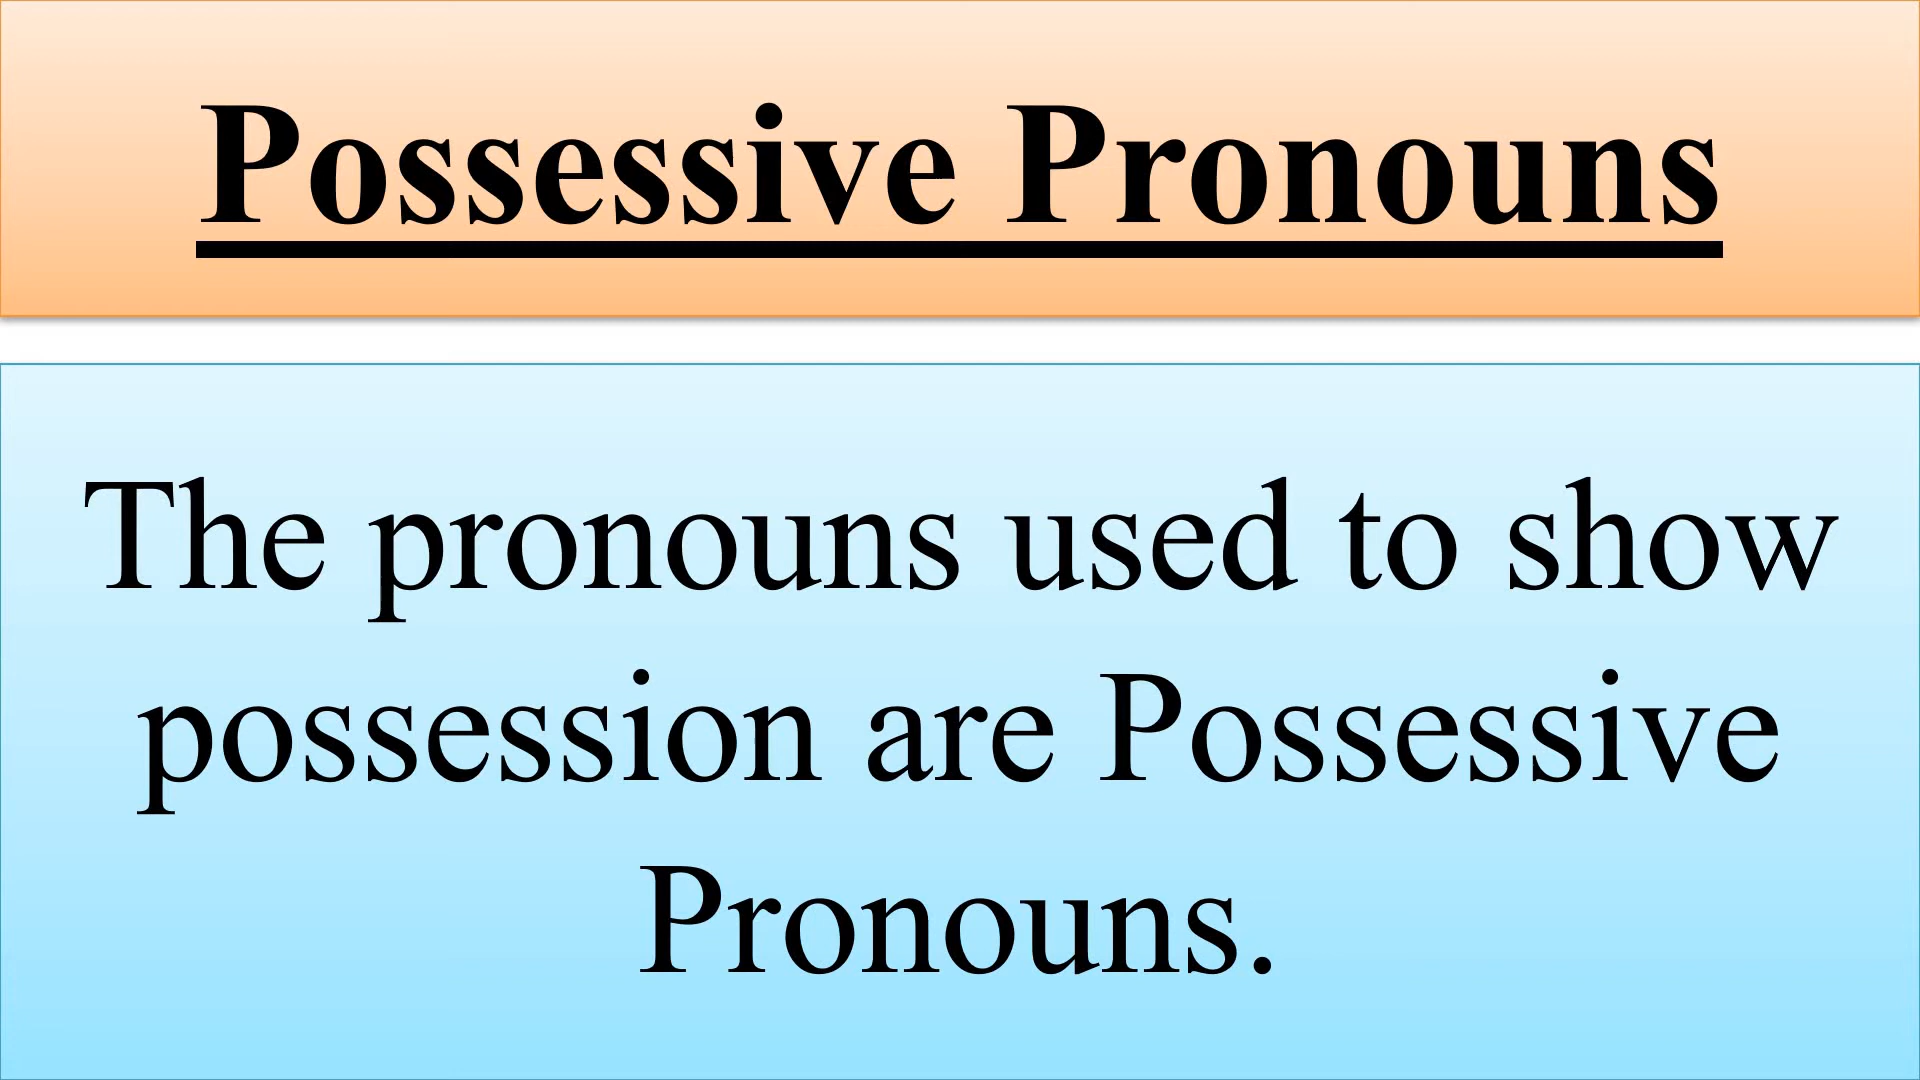 Possessive Pronouns
The pronouns used to show
possession are Possessive
Pronouns.